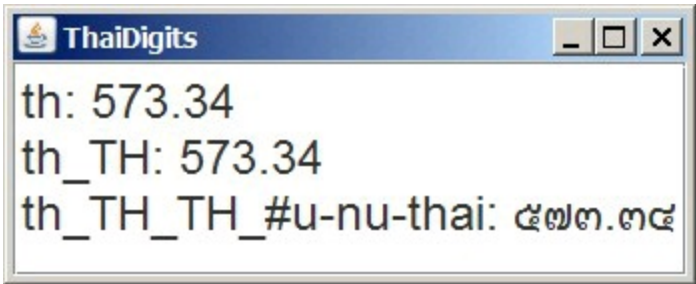 ThaiDigits
th: 573.34
th_TH: 573.34
th_TH_TH_#u-nu-thai: ๕๗๓.๓๔